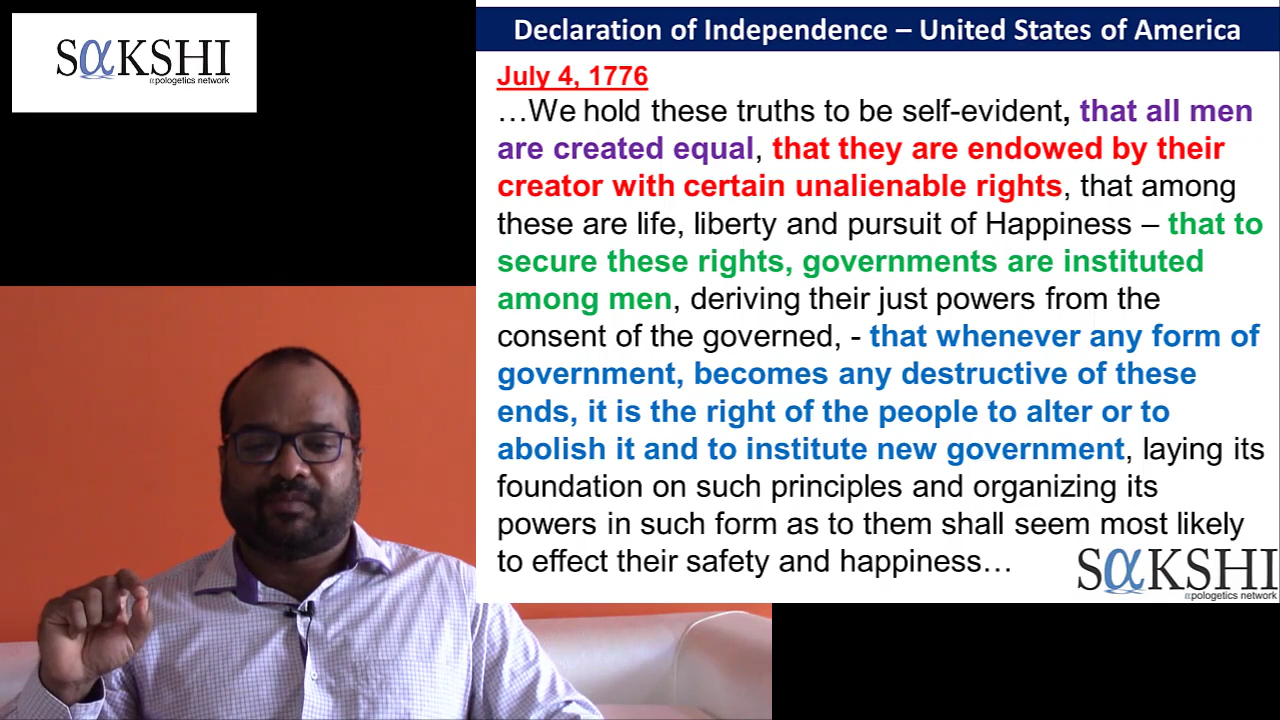 SαKSHI
αpologetics network
Declaration of Independence – United States of America
July 4, 1776
…We hold these truths to be self-evident, that all men
are created equal, that they are endowed by their
creator with certain unalienable rights, that among
these are life, liberty and pursuit of Happiness – that to
secure these rights, governments are instituted
among men, deriving their just powers from the
consent of the governed, - that whenever any form of
government, becomes any destructive of these
ends, it is the right of the people to alter or to
abolish it and to institute new government, laying its
foundation on such principles and organizing its
powers in such form as to them shall seem most likely
to effect their safety and happiness…
SαKSHI
αpologetics network